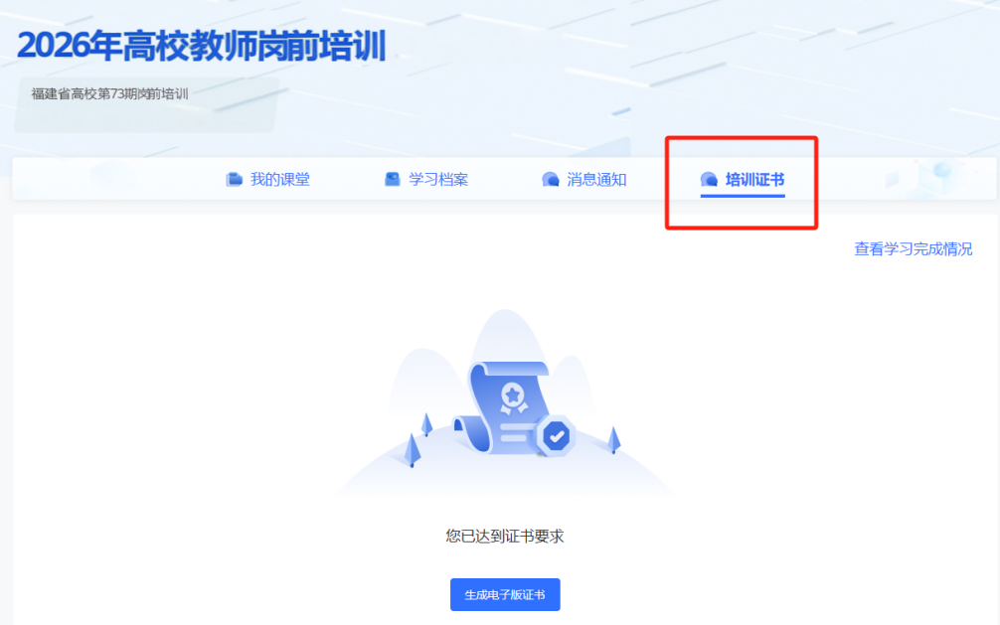 2026年高校教师岗前培训
福建省高校第73期岗前培训
我的课堂 学习档案 消息通知 培训证书
查看学习完成情况
您已达到证书要求
生成电子版证书